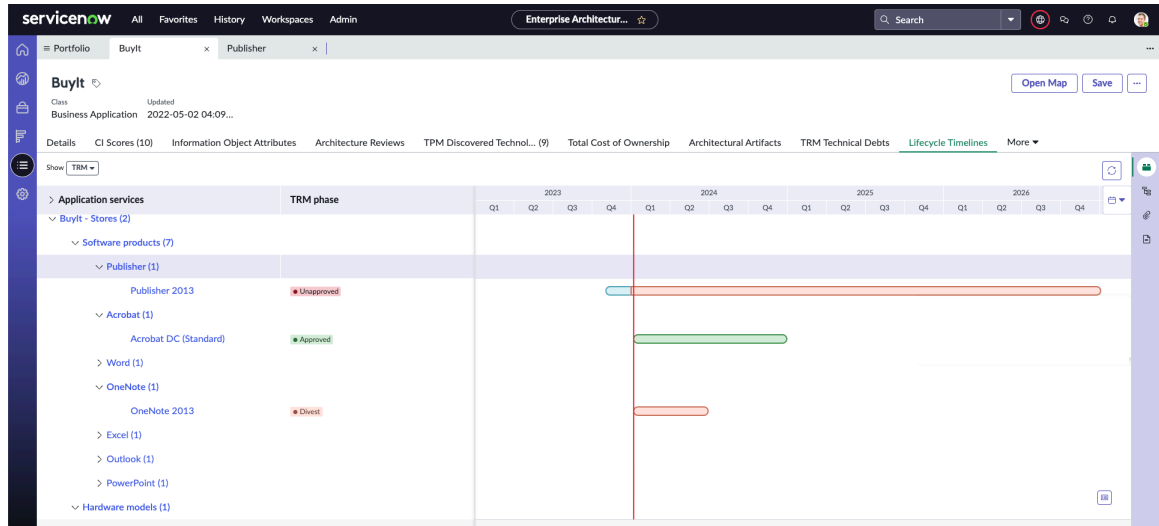 servicenow All Favorites History Workspaces Admin Enterprise Architectur... Search
Portfolio BuyIt Publisher
BuyIt Open Map Save
Class Updated
Business Application 2022-05-02 04:09...
Details CI Scores (10) Information Object Attributes Architecture Reviews TPM Discovered Technol... (9) Total Cost of Ownership Architectural Artifacts TRM Technical Debts Lifecycle Timelines More
Show TRM
2023 2024 2025 2026
Application services TRM phase Q1 Q2 Q3 Q4 Q1 Q2 Q3 Q4 Q1 Q2 Q3 Q4 Q1 Q2 Q3 Q4
BuyIt - Stores (2)
Software products (7)
Publisher (1)
Publisher 2013 Unapproved
Acrobat (1)
Acrobat DC (Standard) Approved
Word (1)
OneNote (1)
OneNote 2013 Divest
Excel (1)
Outlook (1)
PowerPoint (1)
Hardware models (1)